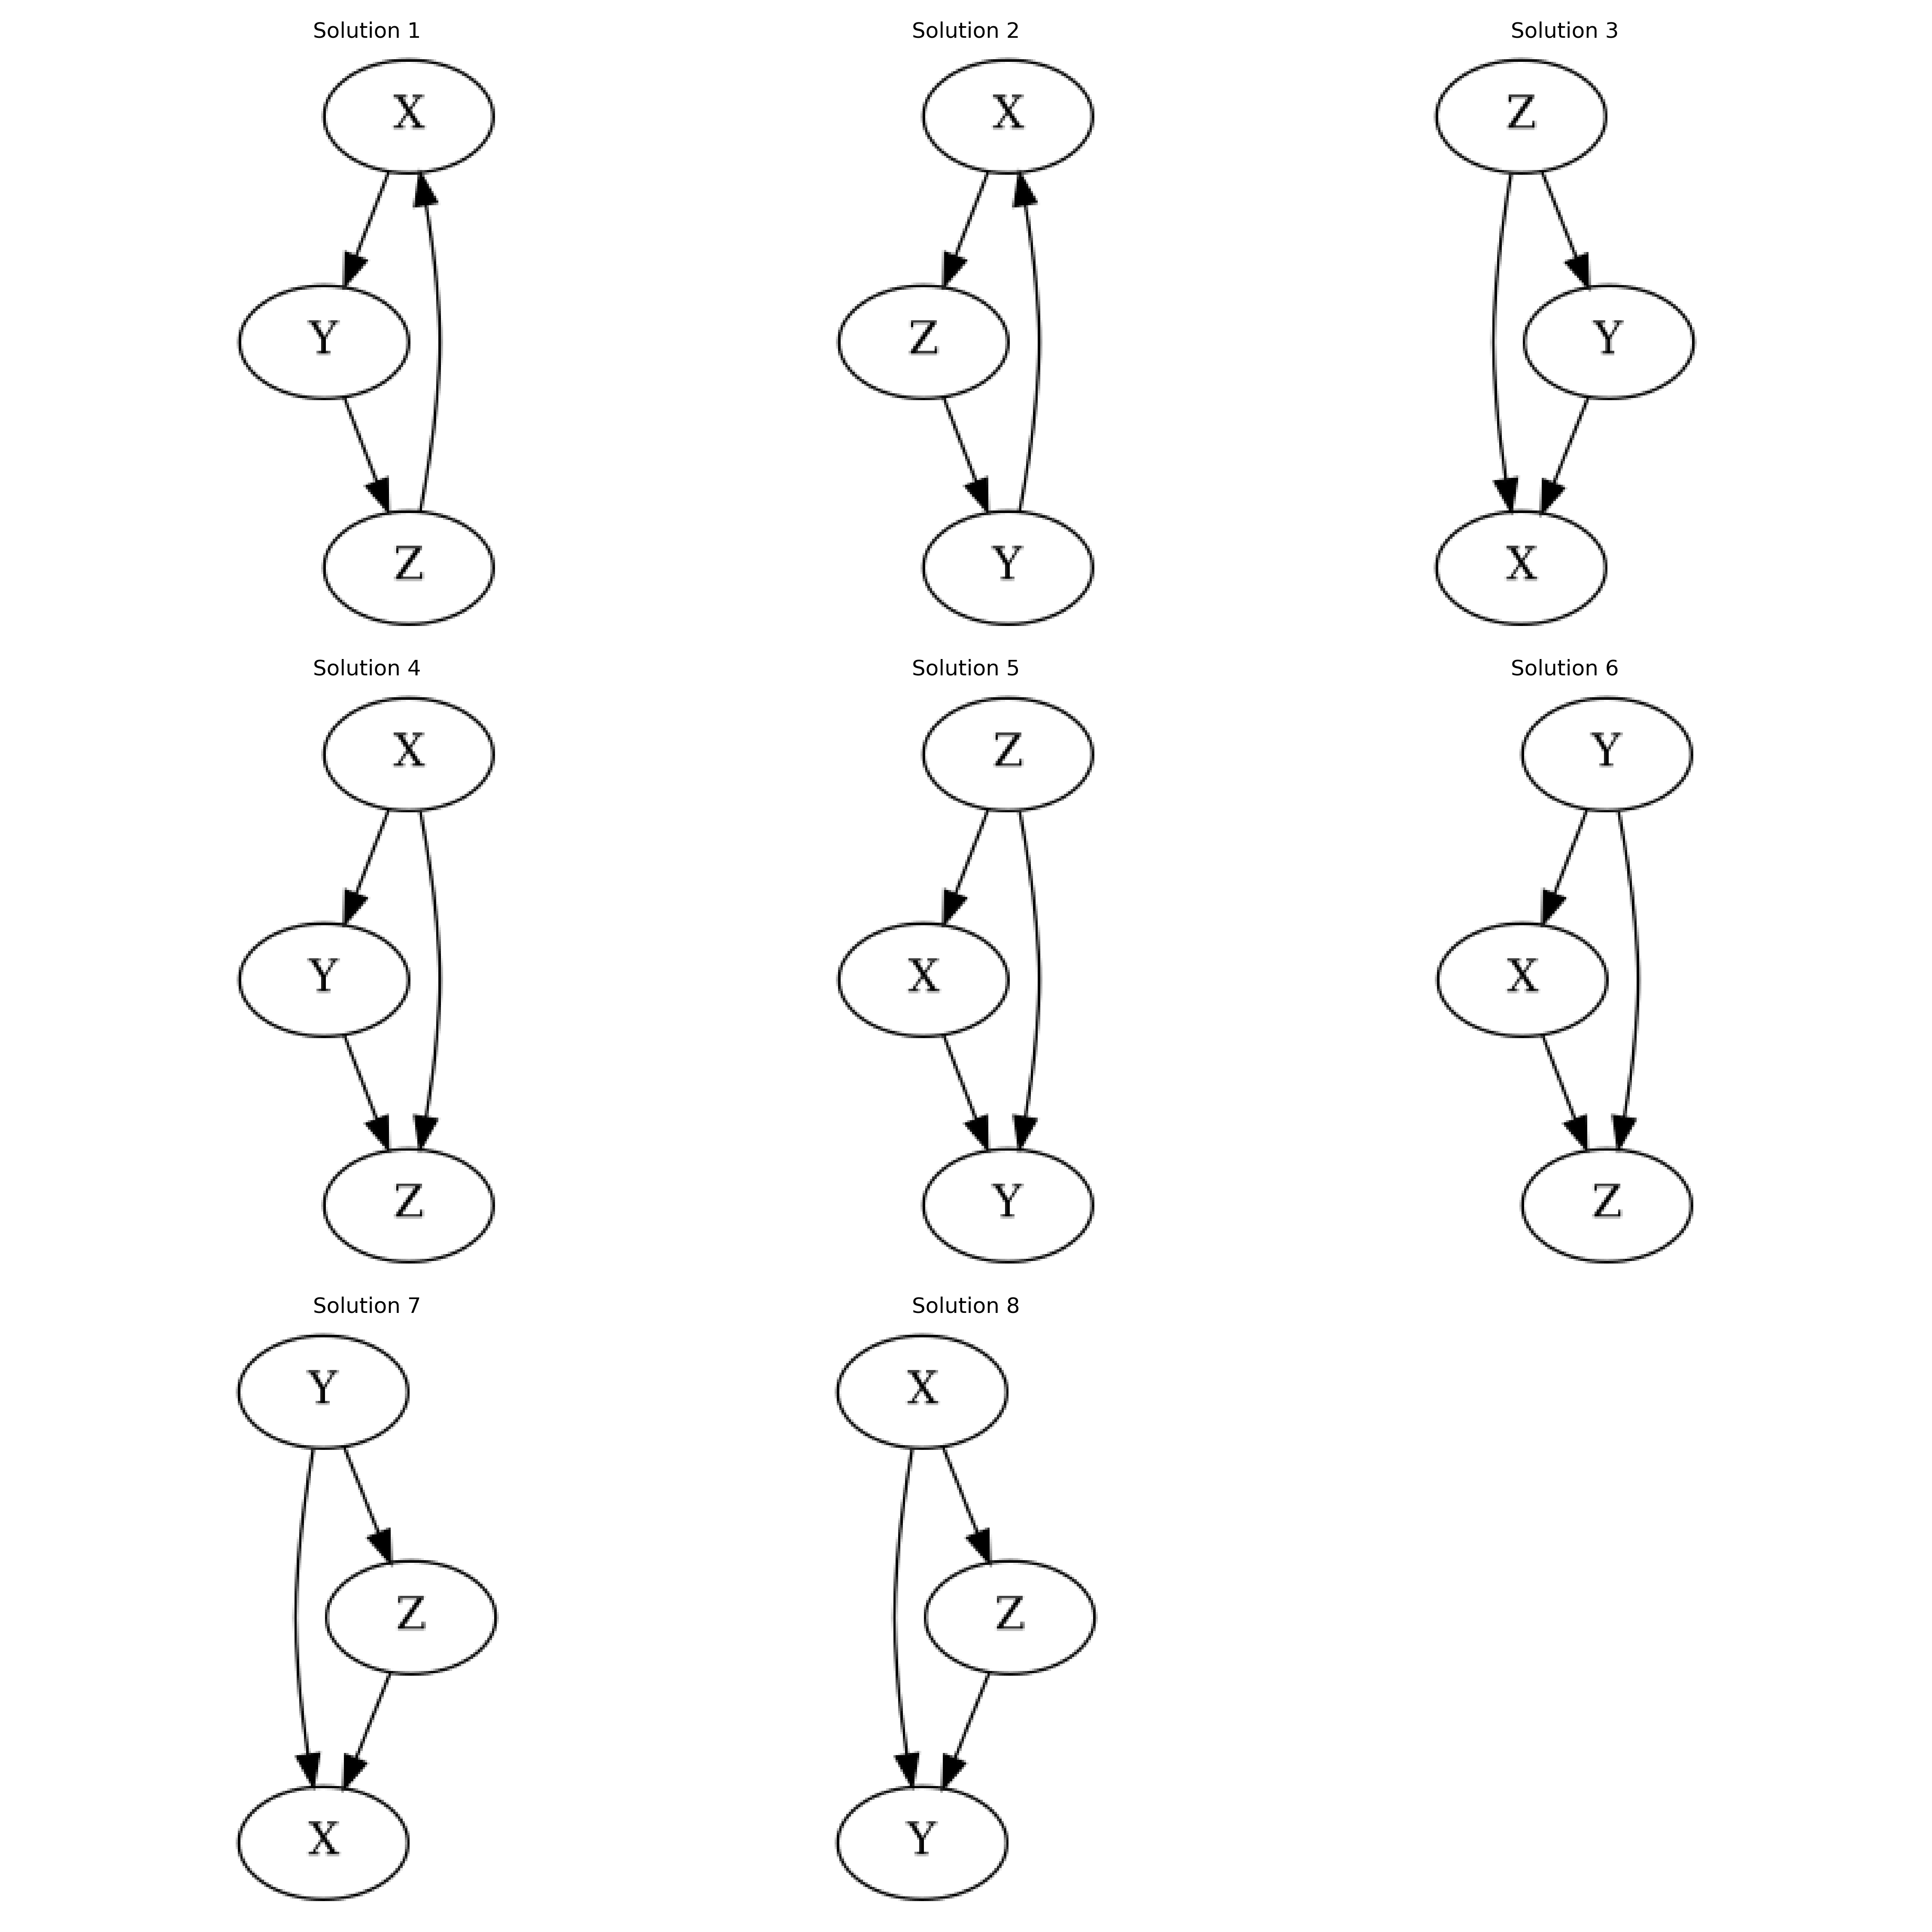 Solution 1
X
Y
Z
Solution 2
X
Z
Y
Solution 3
Z
Y
X
Solution 4
X
Y
Z
Solution 5
Z
X
Y
Solution 6
Y
X
Z
Solution 7
Y
Z
X
Solution 8
X
Z
Y